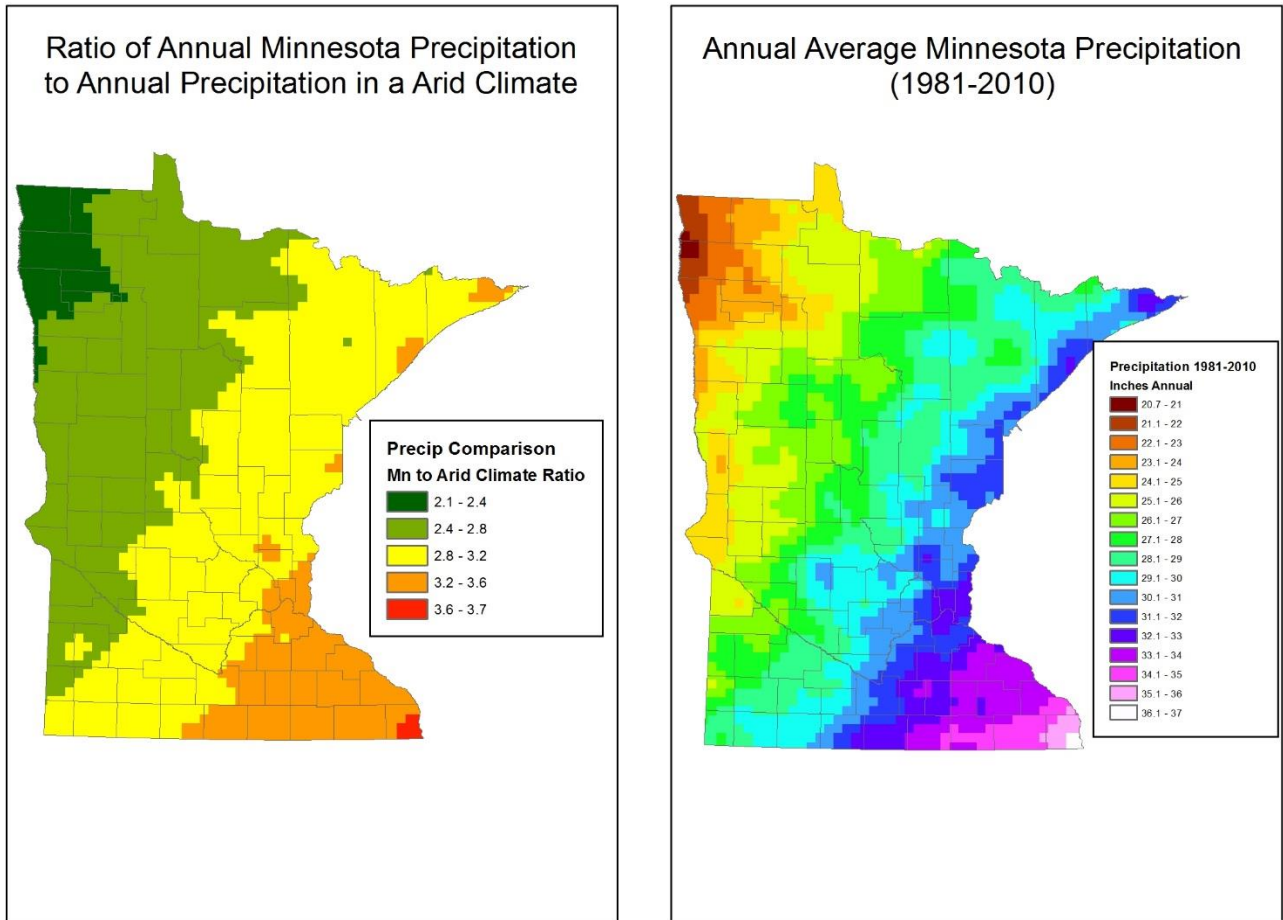 Ratio of Annual Minnesota Precipitation
to Annual Precipitation in a Arid Climate
Precip Comparison
Mn to Arid Climate Ratio
2.1 - 2.4
2.4 - 2.8
2.8 - 3.2
3.2 - 3.6
3.6 - 3.7
Annual Average Minnesota Precipitation
(1981-2010)
Precipitation 1981-2010
Inches Annual
20.7 - 21
21.1 - 22
22.1 - 23
23.1 - 24
24.1 - 25
25.1 - 26
26.1 - 27
27.1 - 28
28.1 - 29
29.1 - 30
30.1 - 31
31.1 - 32
32.1 - 33
33.1 - 34
34.1 - 35
35.1 - 36
36.1 - 37